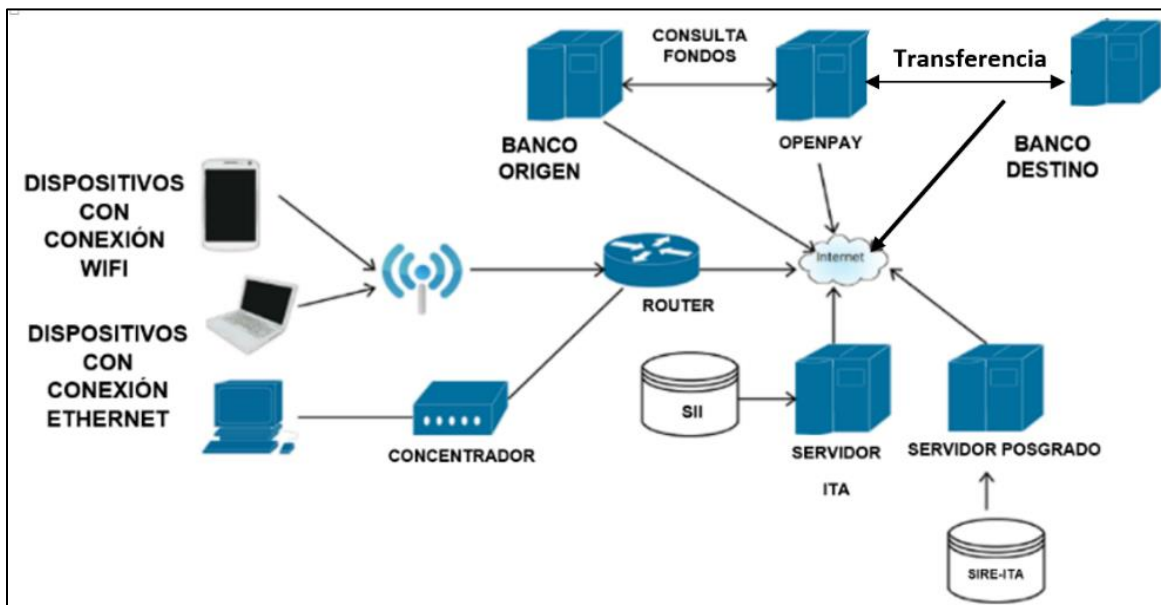 CONSULTA
FONDOS
Transferencia
BANCO
ORIGEN
OPENPAY
BANCO
DESTINO
DISPOSITIVOS
CON
CONEXIÓN
WIFI
Internet
ROUTER
DISPOSITIVOS
CON
CONEXIÓN
ETHERNET
SII
CONCENTRADOR
SERVIDOR
ITA
SERVIDOR POSGRADO
SIRE-ITA